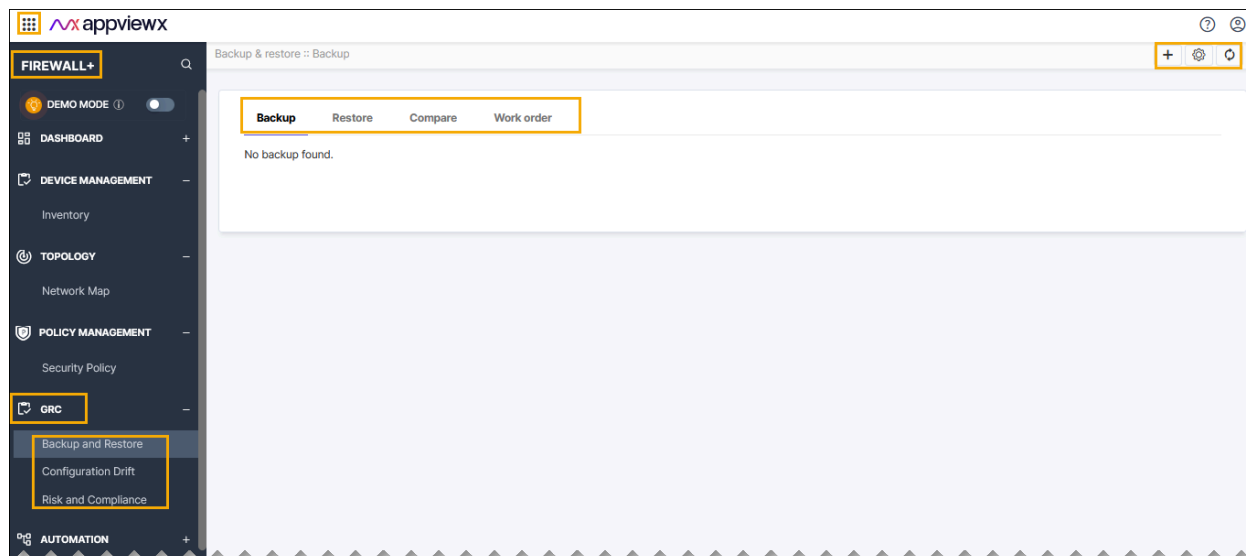 appviewx
FIREWALL+
Backup & restore :: Backup
DEMO MODE
DASHBOARD +
DEVICE MANAGEMENT –
Inventory
TOPOLOGY –
Network Map
POLICY MANAGEMENT –
Security Policy
GRC –
Backup and Restore
Configuration Drift
Risk and Compliance
AUTOMATION +
Backup Restore Compare Work order
No backup found.